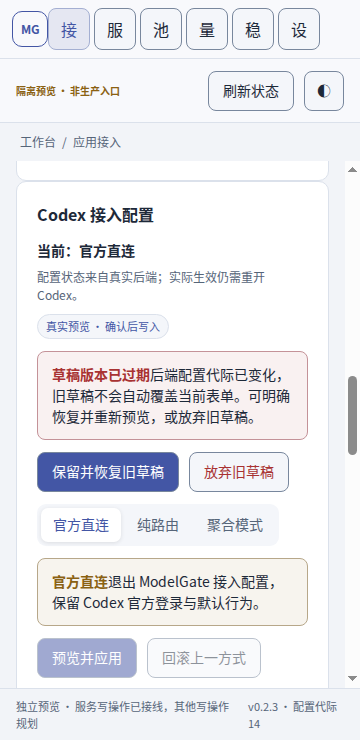 MG 接 服 池 量 稳 设
隔离预览 · 非生产入口 刷新状态
工作台 / 应用接入
Codex 接入配置
当前：官方直连
配置状态来自真实后端；实际生效仍需重开
Codex。
真实预览 · 确认后写入
草稿版本已过期后端配置代际已变化，
旧草稿不会自动覆盖当前表单。可明确
恢复并重新预览，或放弃旧草稿。
保留并恢复旧草稿 放弃旧草稿
官方直连 纯路由 聚合模式
官方直连退出 ModelGate 接入配置，
保留 Codex 官方登录与默认行为。
预览并应用 回滚上一方式
独立预览 · 服务写操作已接线，其他写操作
规划
v0.2.3 · 配置代际
14